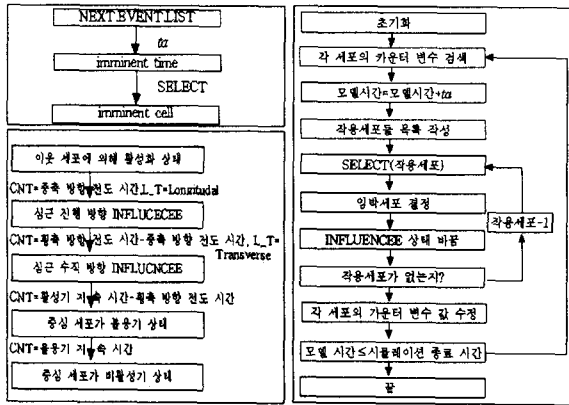 NEXT.EVENT.LIST
ta
imminent time
SELECT
imminent cell
이웃 세포에 의해 활성화 상태
CNT=종축 방향 전도 시간,L_T=Longitudal
심근 진행 방향 INFLUCECEE
CNT=횡축 방향 전도 시간-종축 방향 전도 시간, L_T=
Transverse
심근 수직 방향 INFLUCNCEE
CNT=활성기 지속 시간-횡축 방향 전도 시간
중심 세포가 불응기 상태
CNT=불응기 지속 시간
중심 세포가 비활성기 상태
초기화
각 세포의 카운터 변수 검색
모델시간=모델시간+ta
작용세포들 목록 작성
SELECT(작용세포)
임박세포 결정
작용세포-1
INFLUENCEE 상태 바꿈
작용세포가 없는지?
각 세포의 카운터 변수 값 수정
모델 시간≤시뮬레이션 종료 시간
끝